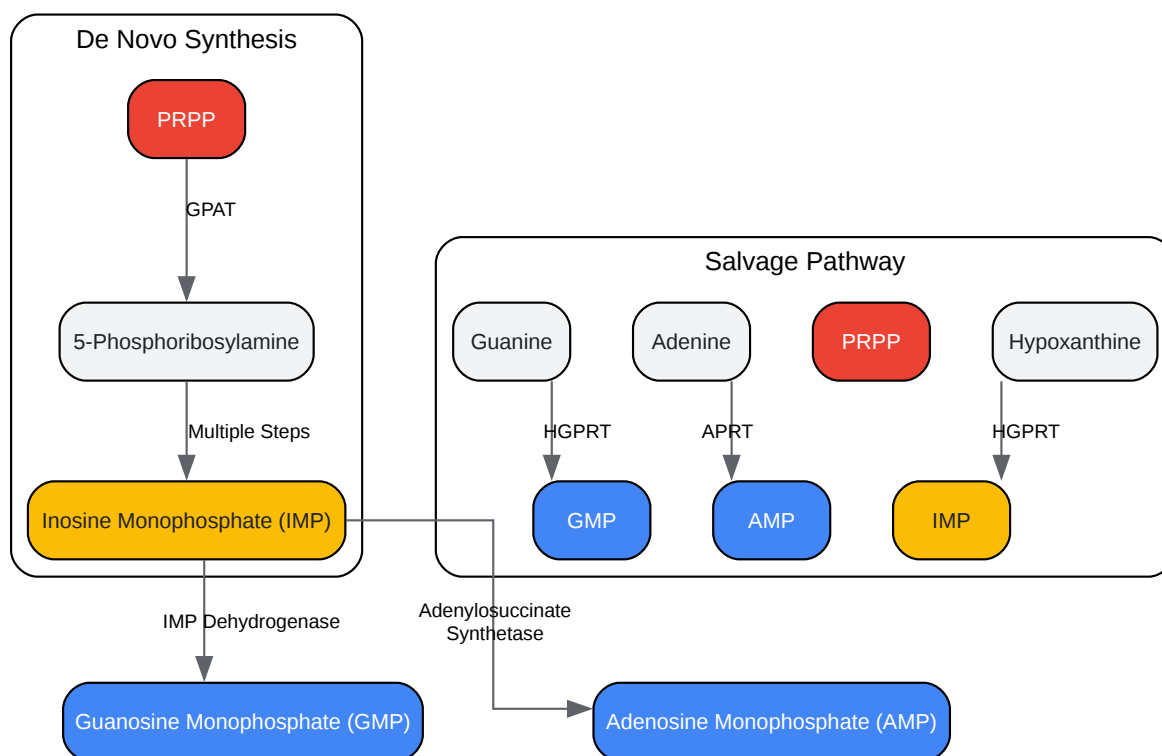 De Novo Synthesis
PRPP
GPAT
5-Phosphoribosylamine
Multiple Steps
Inosine Monophosphate (IMP)
Salvage Pathway
Guanine
Adenine
PRPP
Hypoxanthine
HGPRT
APRT
HGPRT
GMP
AMP
IMP
IMP Dehydrogenase
Adenylosuccinate
Synthetase
Guanosine Monophosphate (GMP)
Adenosine Monophosphate (AMP)